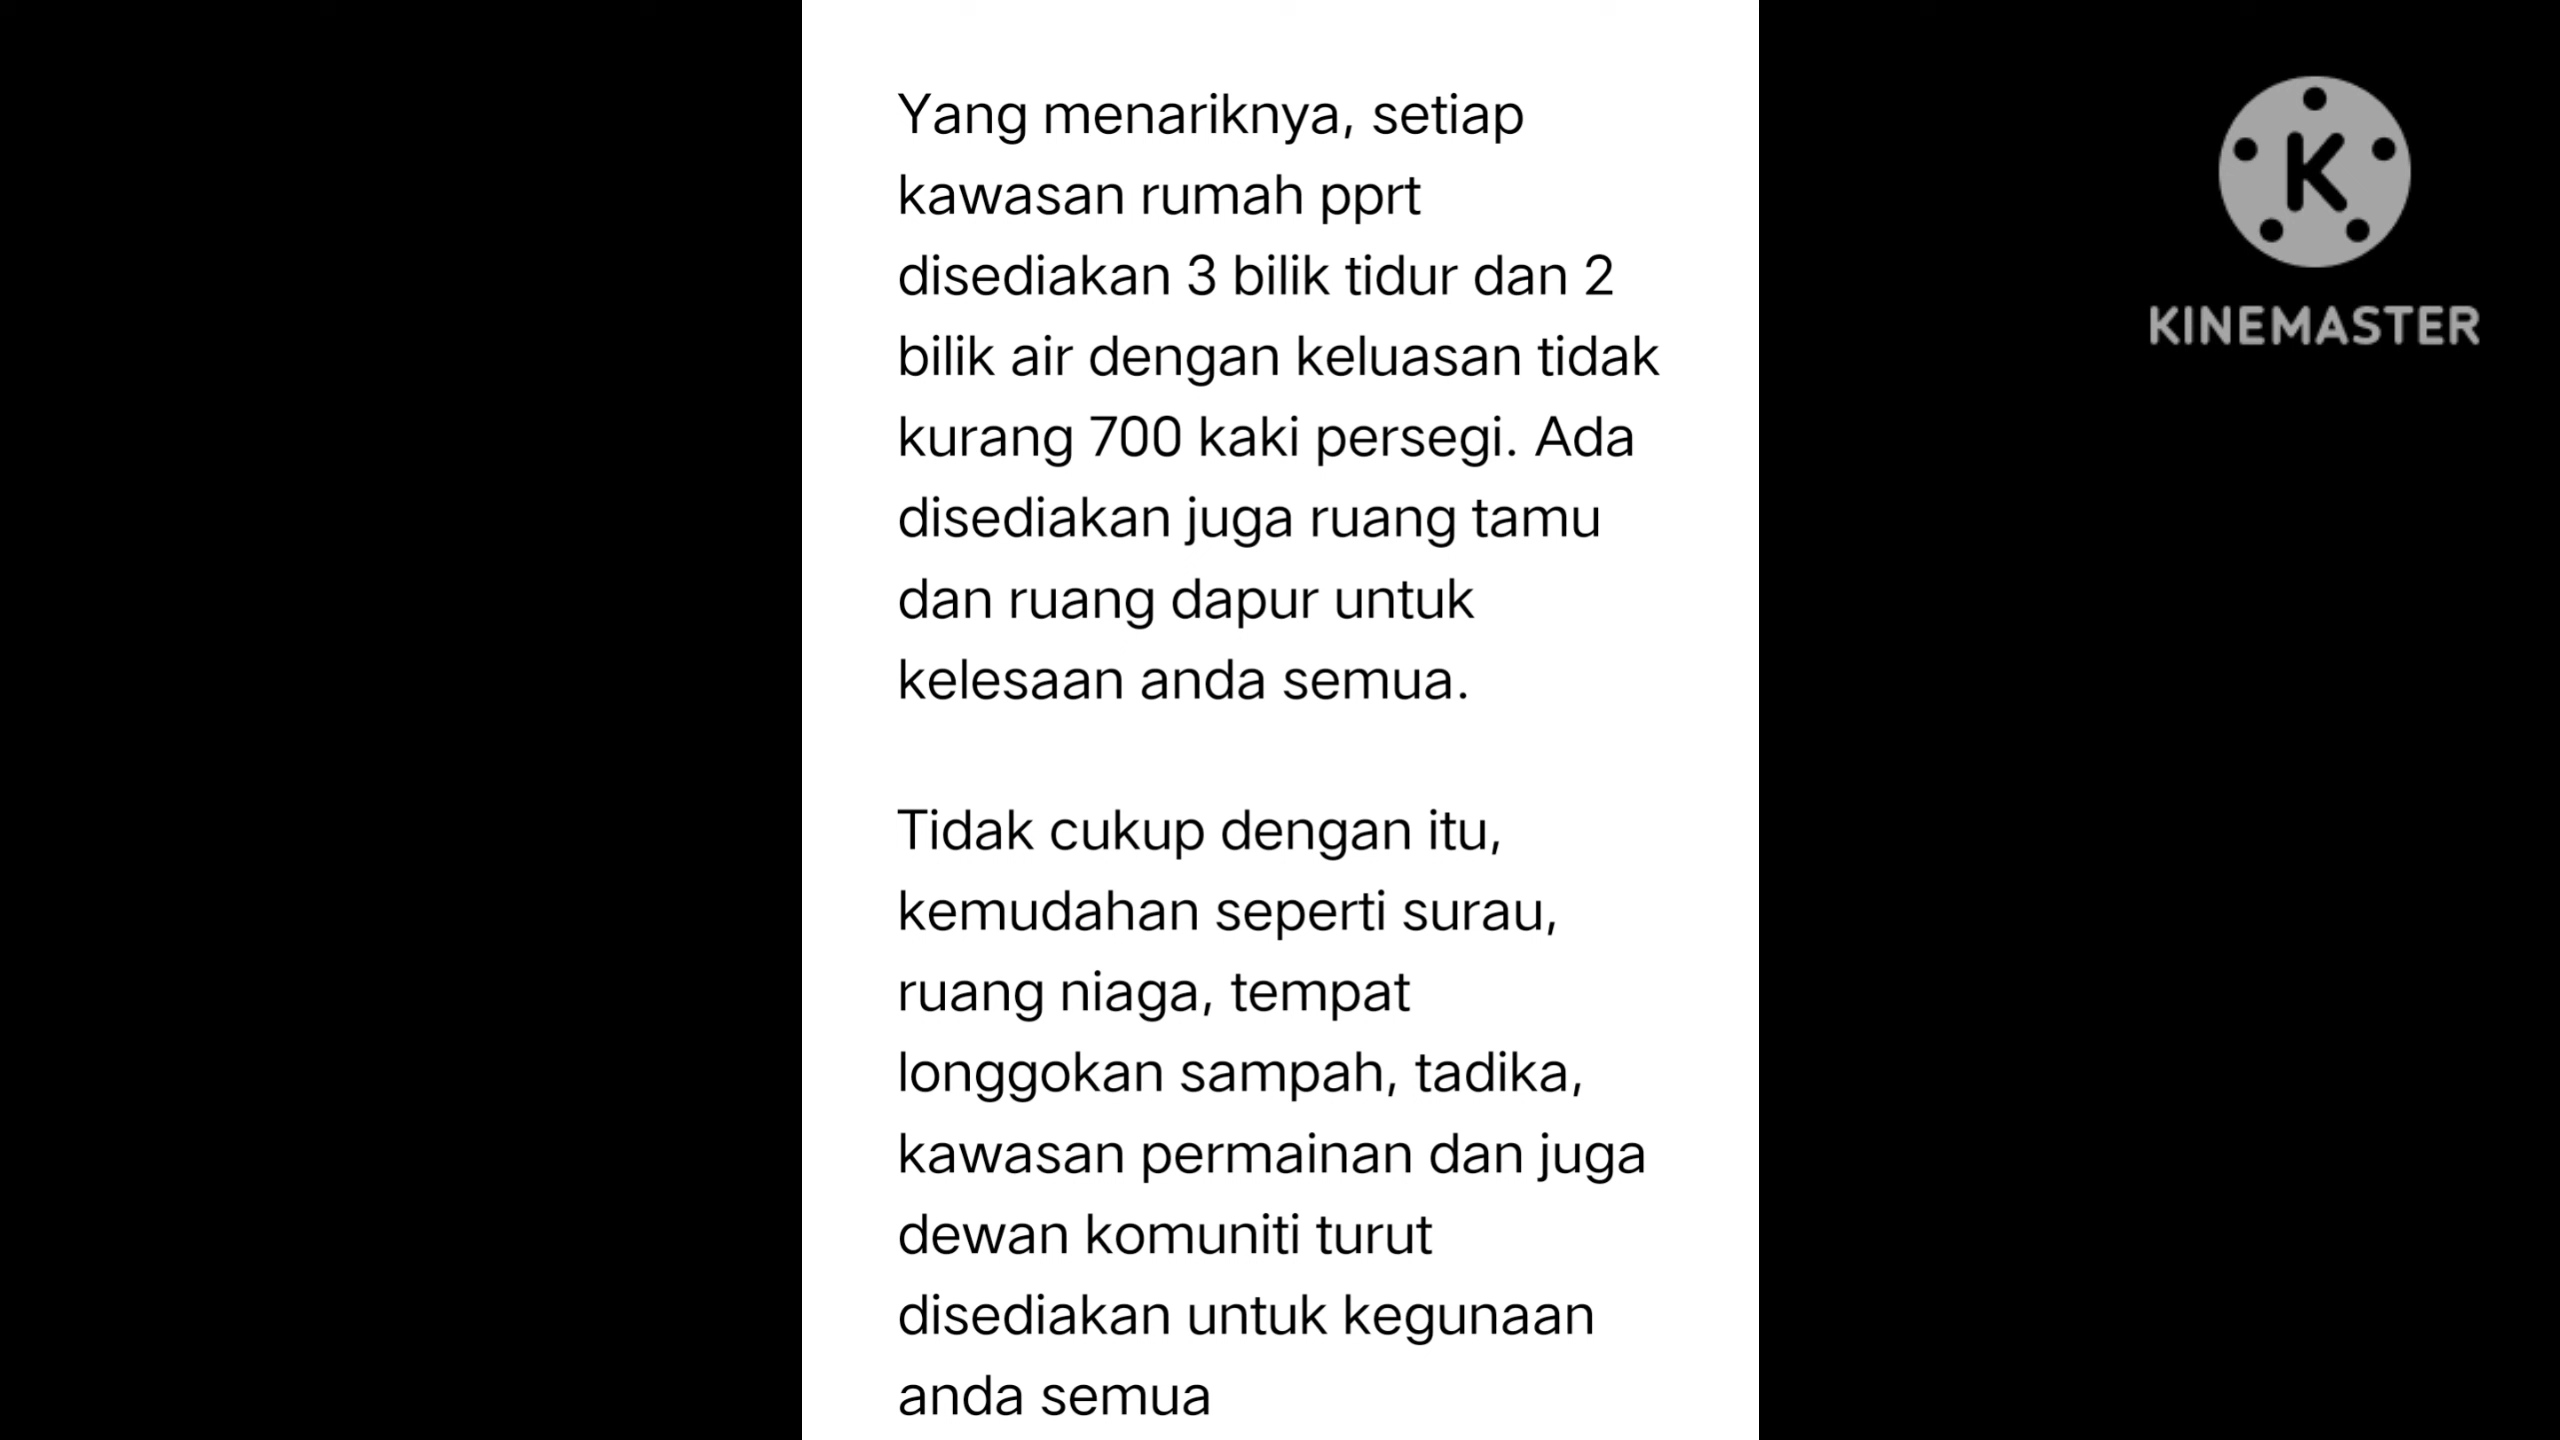 Yang menariknya, setiap
kawasan rumah pprt
disediakan 3 bilik tidur dan 2
bilik air dengan keluasan tidak
kurang 700 kaki persegi. Ada
disediakan juga ruang tamu
dan ruang dapur untuk
kelesaan anda semua.
Tidak cukup dengan itu,
kemudahan seperti surau,
ruang niaga, tempat
longgokan sampah, tadika,
kawasan permainan dan juga
dewan komuniti turut
disediakan untuk kegunaan
anda semua
K
KINEMASTER